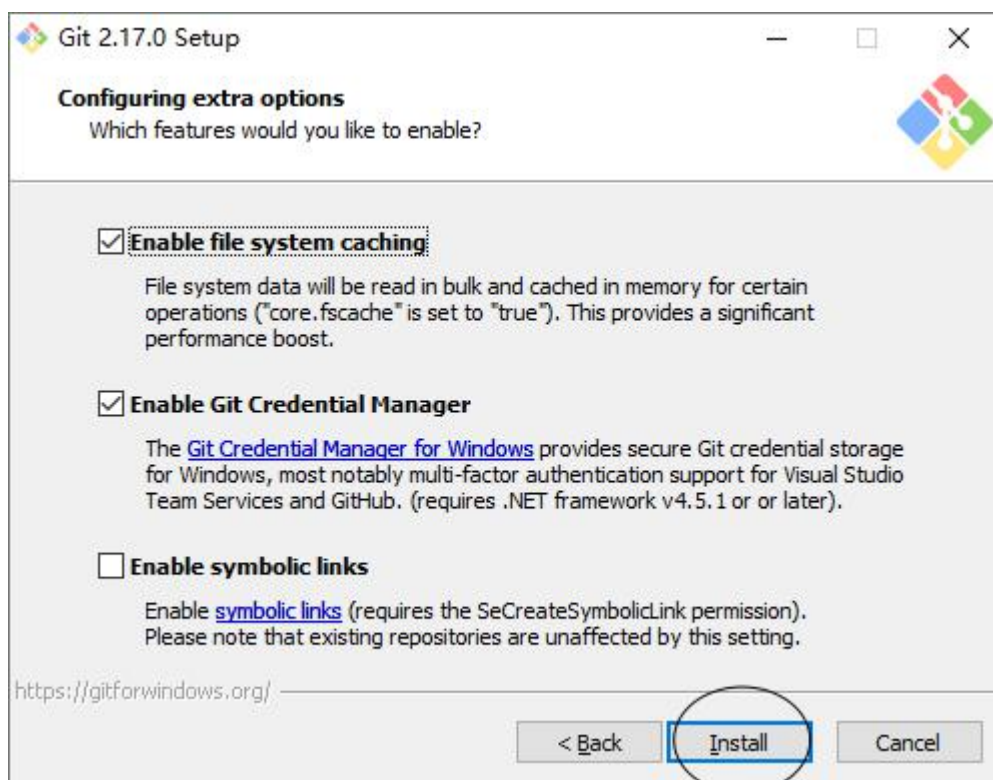 Git 2.17.0 Setup
Configuring extra options
Which features would you like to enable?
Enable file system caching
File system data will be read in bulk and cached in memory for certain
operations ("core.fscache" is set to "true"). This provides a significant
performance boost.
Enable Git Credential Manager
The Git Credential Manager for Windows provides secure Git credential storage
for Windows, most notably multi-factor authentication support for Visual Studio
Team Services and GitHub. (requires .NET framework v4.5.1 or or later).
Enable symbolic links
Enable symbolic links (requires the SeCreateSymbolicLink permission).
Please note that existing repositories are unaffected by this setting.
https://gitforwindows.org/
< Back Install Cancel